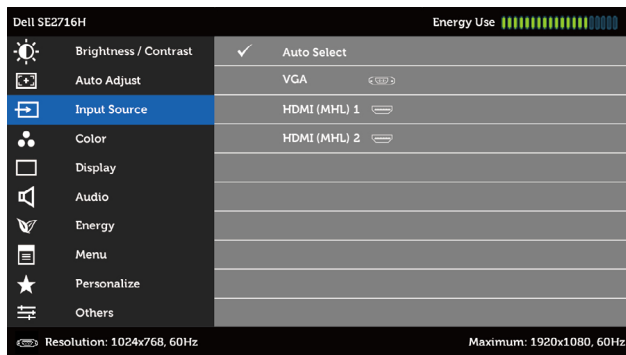 Dell SE2716H Energy Use
Brightness / Contrast ✓ Auto Select
Auto Adjust VGA
Input Source HDMI (MHL) 1
Color HDMI (MHL) 2
Display
Audio
Energy
Menu
Personalize
Others
Resolution: 1024x768, 60Hz Maximum: 1920x1080, 60Hz